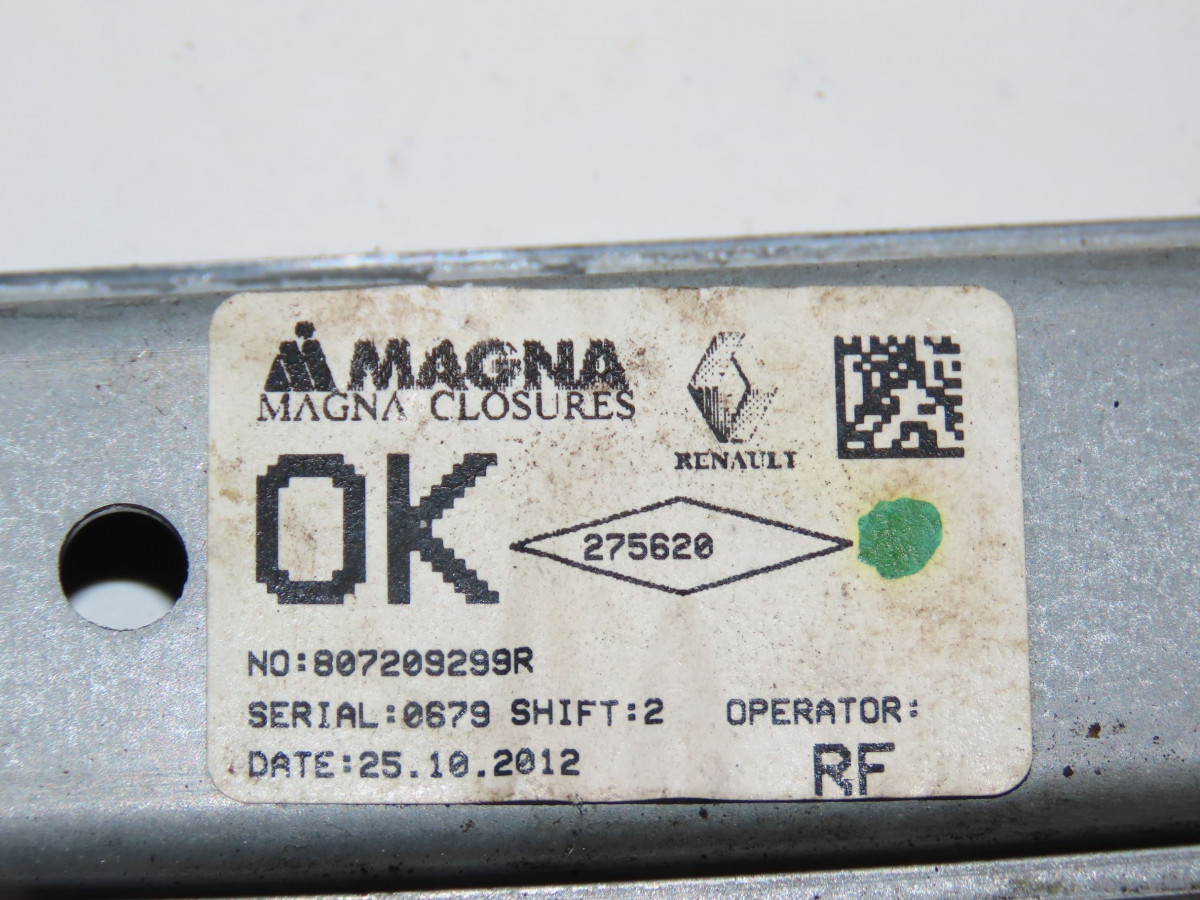 MAGNA
MAGNA CLOSURES
RENAULT
OK
275620
NO:807209299R
SERIAL:0679 SHIFT:2 OPERATOR:
DATE:25.10.2012
RF